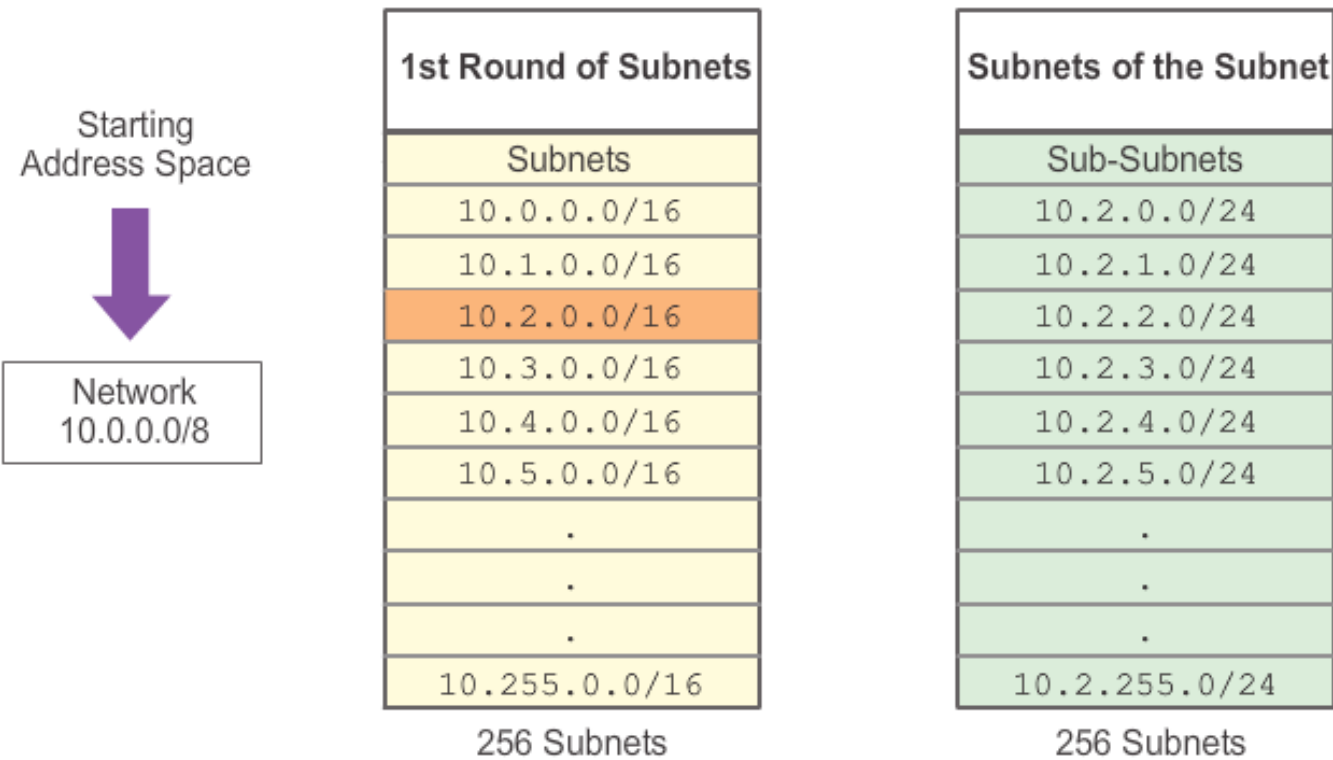 Starting
Address Space
Network
10.0.0.0/8
1st Round of Subnets
Subnets
10.0.0.0/16
10.1.0.0/16
10.2.0.0/16
10.3.0.0/16
10.4.0.0/16
10.5.0.0/16
.
.
.
10.255.0.0/16
256 Subnets
Subnets of the Subnet
Sub-Subnets
10.2.0.0/24
10.2.1.0/24
10.2.2.0/24
10.2.3.0/24
10.2.4.0/24
10.2.5.0/24
.
.
.
10.2.255.0/24
256 Subnets